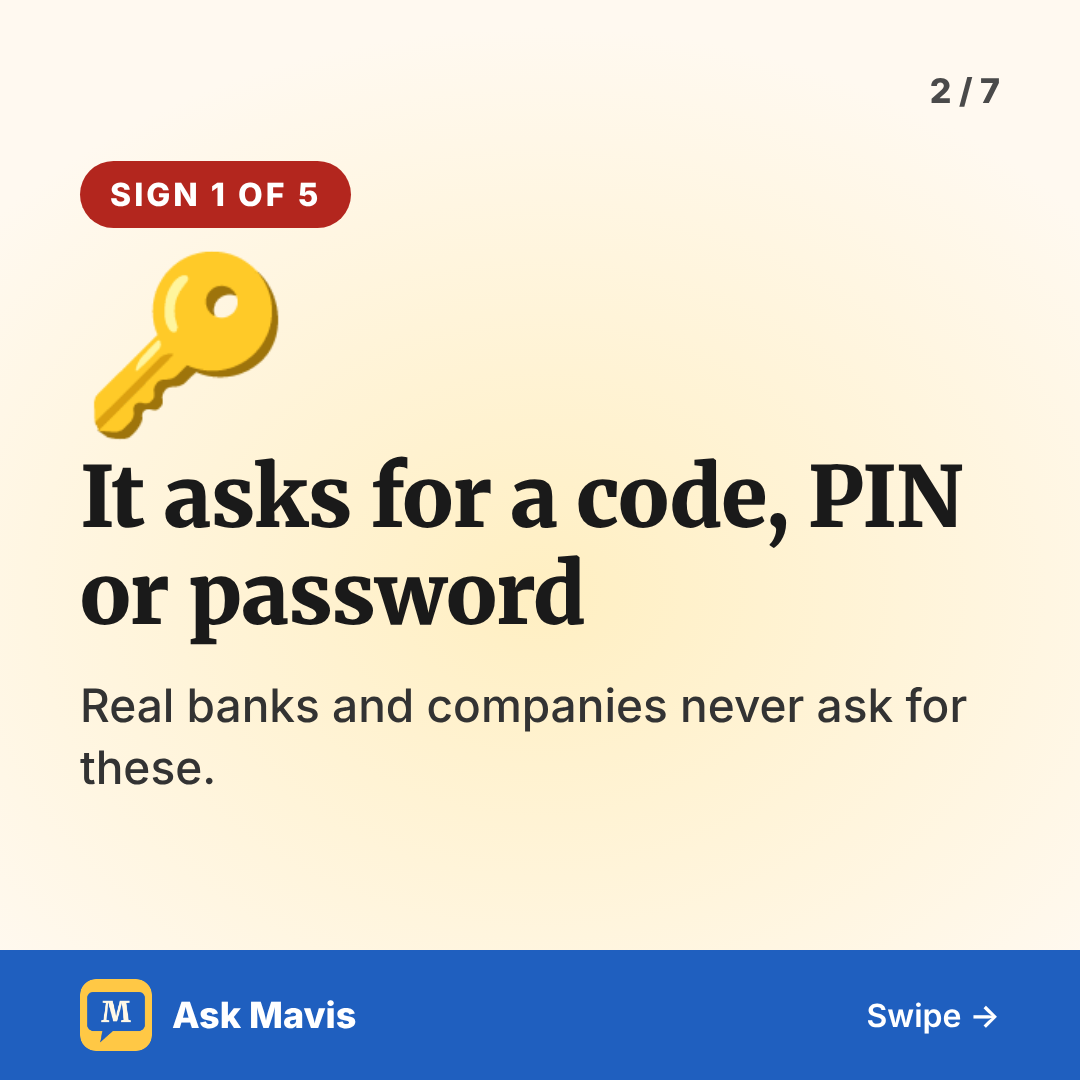 2 / 7
SIGN 1 OF 5
It asks for a code, PIN
or password
Real banks and companies never ask for
these.
M
Ask Mavis
Swipe →